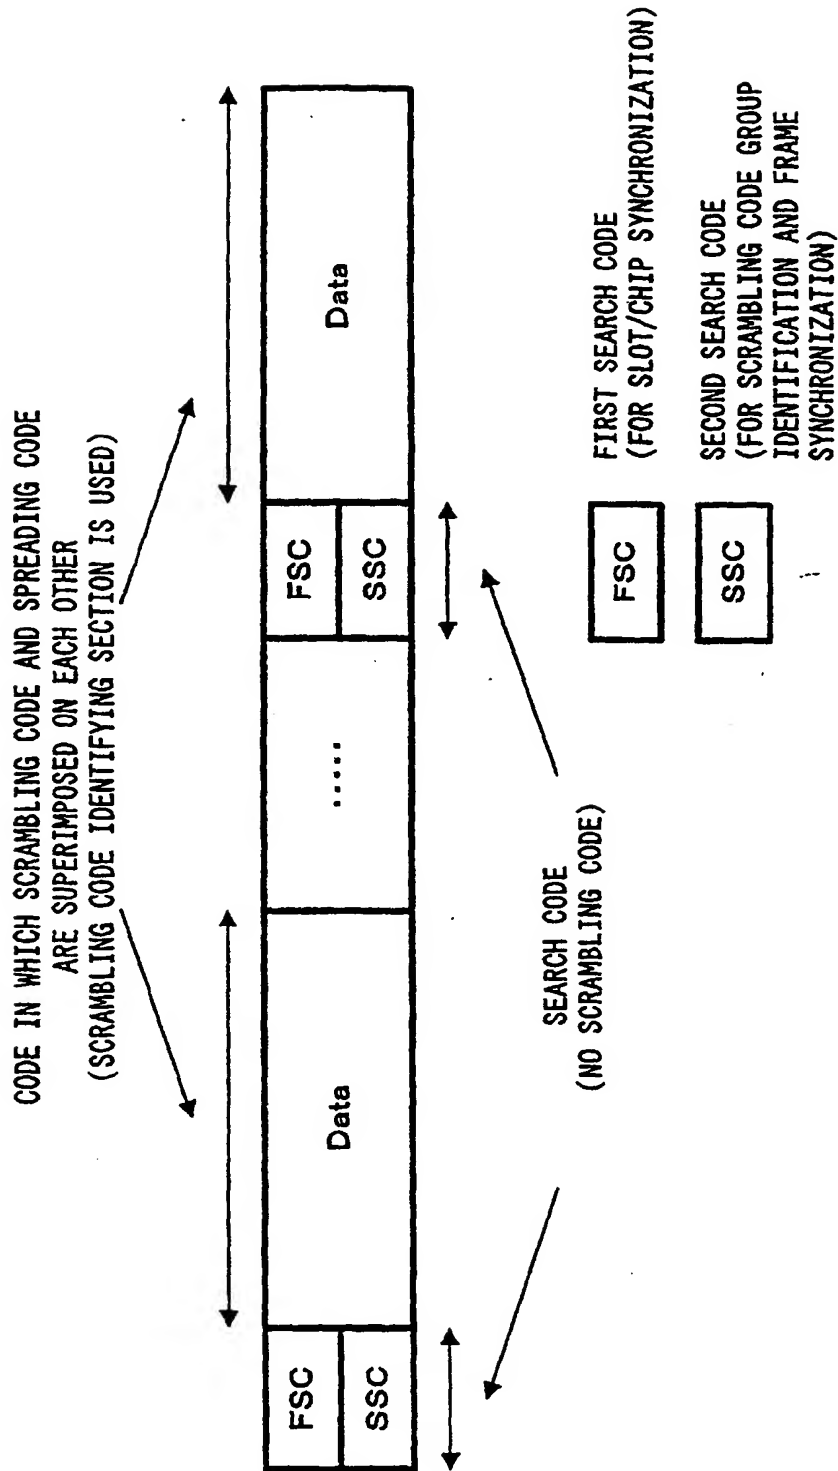 CODE IN WHICH SCRAMBLING CODE AND SPREADING CODE
ARE SUPERIMPOSED ON EACH OTHER
(SCRAMBLING CODE IDENTIFYING SECTION IS USED)
FSC
SSC
Data
.....
FSC
SSC
Data
SEARCH CODE
(NO SCRAMBLING CODE)
FSC
FIRST SEARCH CODE
(FOR SLOT/CHIP SYNCHRONIZATION)
SSC
SECOND SEARCH CODE
(FOR SCRAMBLING CODE GROUP
IDENTIFICATION AND FRAME
SYNCHRONIZATION)